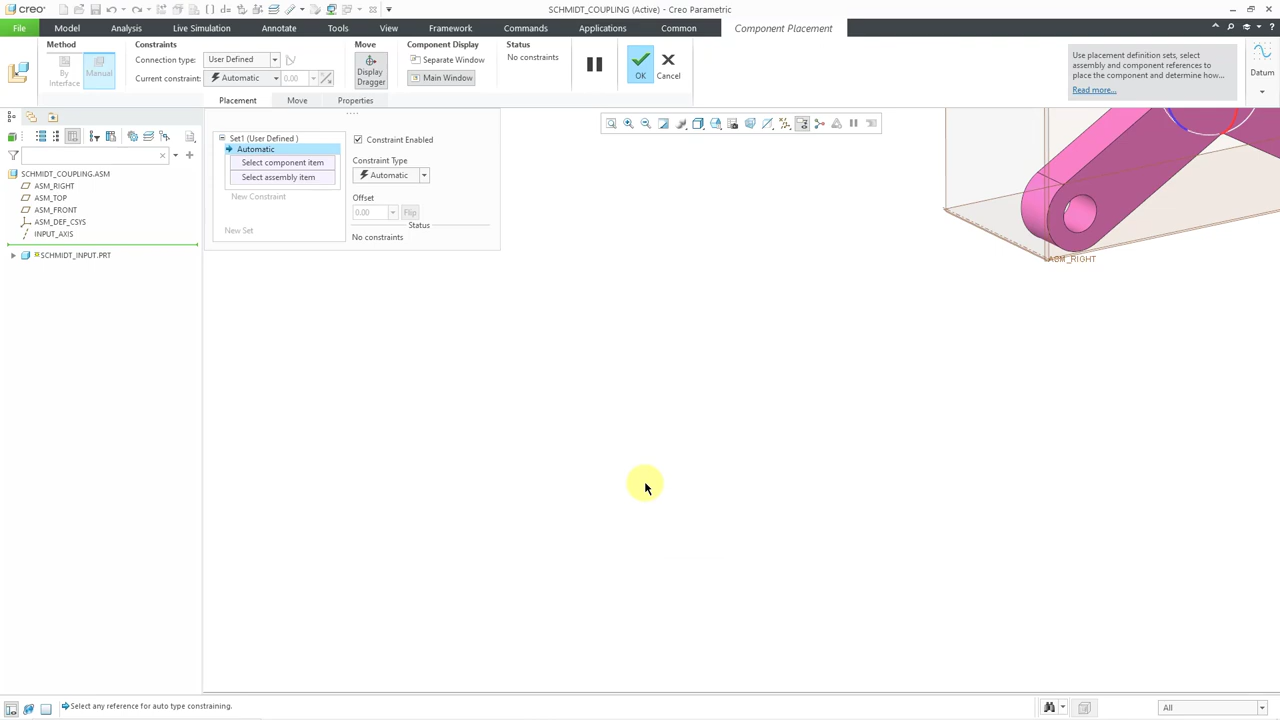 creo
SCHMIDT_COUPLING (Active) - Creo Parametric
File
Model
Analysis
Live Simulation
Annotate
Tools
View
Framework
Commands
Applications
Common
Component Placement
Method
By Interface
Manual
Constraints
Connection type:
User Defined
Current constraint:
Automatic
0.00
Move
Display Dragger
Component Display
Separate Window
Main Window
Status
No constraints
OK
Cancel
Use placement definition sets, select
assembly and component references to
place the component and determine how...
Read more...
Datum
Placement
Move
Properties
Set1 (User Defined )
Automatic
Select component item
Select assembly item
New Constraint
New Set
Constraint Enabled
Constraint Type
Automatic
Offset
0.00
Flip
Status
No constraints
SCHMIDT_COUPLING.ASM
ASM_RIGHT
ASM_TOP
ASM_FRONT
ASM_DEF_CSYS
INPUT_AXIS
SCHMIDT_INPUT.PRT
ASM_RIGHT
Select any reference for auto type constraining.
All